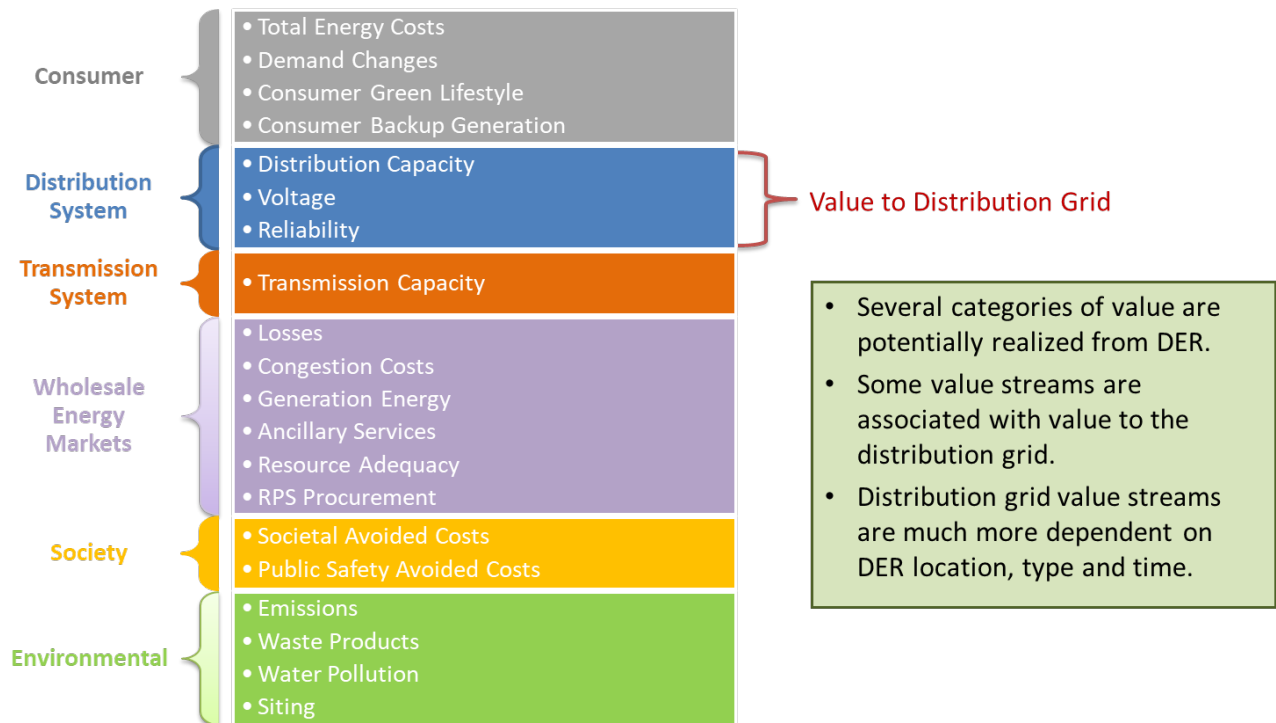 Consumer
• Total Energy Costs
• Demand Changes
• Consumer Green Lifestyle
• Consumer Backup Generation
Distribution
System
• Distribution Capacity
• Voltage
• Reliability
Value to Distribution Grid
Transmission
System
• Transmission Capacity
Wholesale
Energy
Markets
• Losses
• Congestion Costs
• Generation Energy
• Ancillary Services
• Resource Adequacy
• RPS Procurement
Society
• Societal Avoided Costs
• Public Safety Avoided Costs
Environmental
• Emissions
• Waste Products
• Water Pollution
• Siting
• Several categories of value are
potentially realized from DER.
• Some value streams are
associated with value to the
distribution grid.
• Distribution grid value streams
are much more dependent on
DER location, type and time.